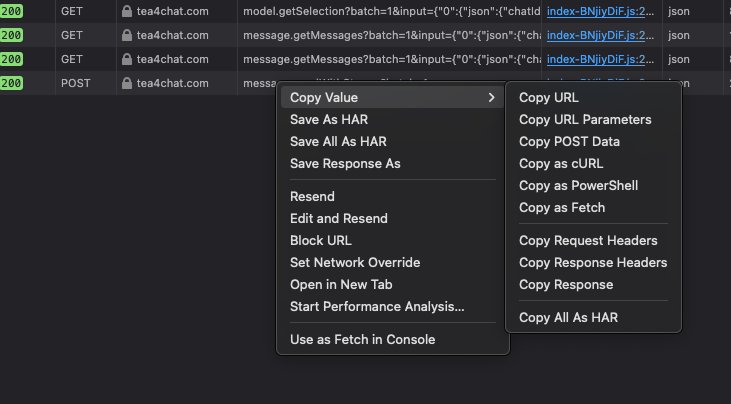 200 GET tea4chat.com model.getSelection?batch=1&input={"0":{"json":{"chatId index-BNjiyDiF.js:2... json
200 GET tea4chat.com message.getMessages?batch=1&input={"0":{"json":{"cha index-BNjiyDiF.js:2... json
200 GET tea4chat.com message.getMessages?batch=1&input={"0":{"json":{"cha index-BNjiyDiF.js:2... json
200 POST tea4chat.com index-BNjiyDiF.js:2... json
Copy Value
Save As HAR
Save All As HAR
Save Response As
Resend
Edit and Resend
Block URL
Set Network Override
Open in New Tab
Start Performance Analysis...
Use as Fetch in Console
Copy URL
Copy URL Parameters
Copy POST Data
Copy as cURL
Copy as PowerShell
Copy as Fetch
Copy Request Headers
Copy Response Headers
Copy Response
Copy All As HAR